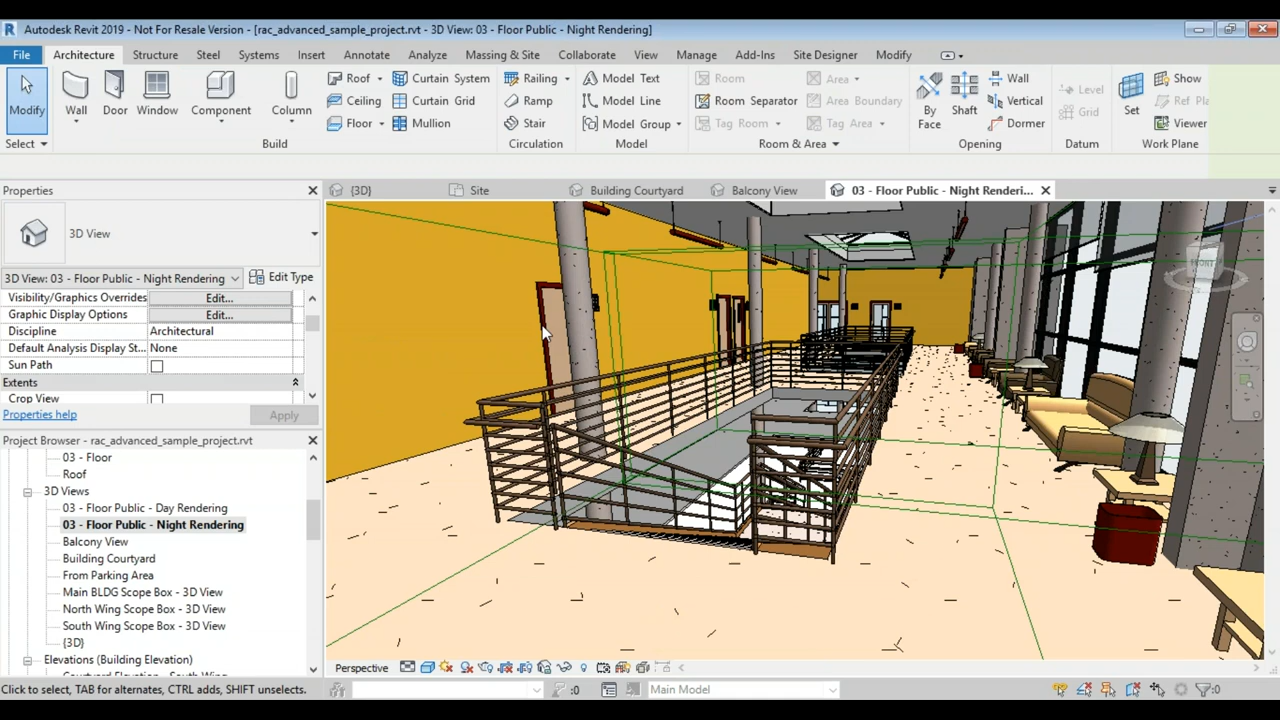 Autodesk Revit 2019 - Not For Resale Version - [rac_advanced_sample_project.rvt - 3D View: 03 - Floor Public - Night Rendering]
File Architecture Structure Steel Systems Insert Annotate Analyze Massing & Site Collaborate View Manage Add-Ins Site Designer Modify
Modify Wall Door Window Component Column
Roof Curtain System Railing Model Text Room Area Wall Level Show
Ceiling Curtain Grid Ramp Model Line Room Separator Area Boundary By Face Shaft Vertical Grid Set Ref Pla
Floor Mullion Stair Model Group Tag Room Tag Area Dormer Viewer
Select Build Circulation Model Room & Area Opening Datum Work Plane
Properties
{3D} Site Building Courtyard Balcony View 03 - Floor Public - Night Renderi...
3D View
3D View: 03 - Floor Public - Night Rendering Edit Type
Visibility/Graphics Overrides Edit...
Graphic Display Options Edit...
Discipline Architectural
Default Analysis Display St... None
Sun Path
Extents
Crop View
Properties help Apply
Project Browser - rac_advanced_sample_project.rvt
03 - Floor
Roof
3D Views
03 - Floor Public - Day Rendering
03 - Floor Public - Night Rendering
Balcony View
Building Courtyard
From Parking Area
Main BLDG Scope Box - 3D View
North Wing Scope Box - 3D View
South Wing Scope Box - 3D View
{3D}
Elevations (Building Elevation)
FRONT
Perspective
Click to select, TAB for alternates, CTRL adds, SHIFT unselects.
:0 Main Model :0